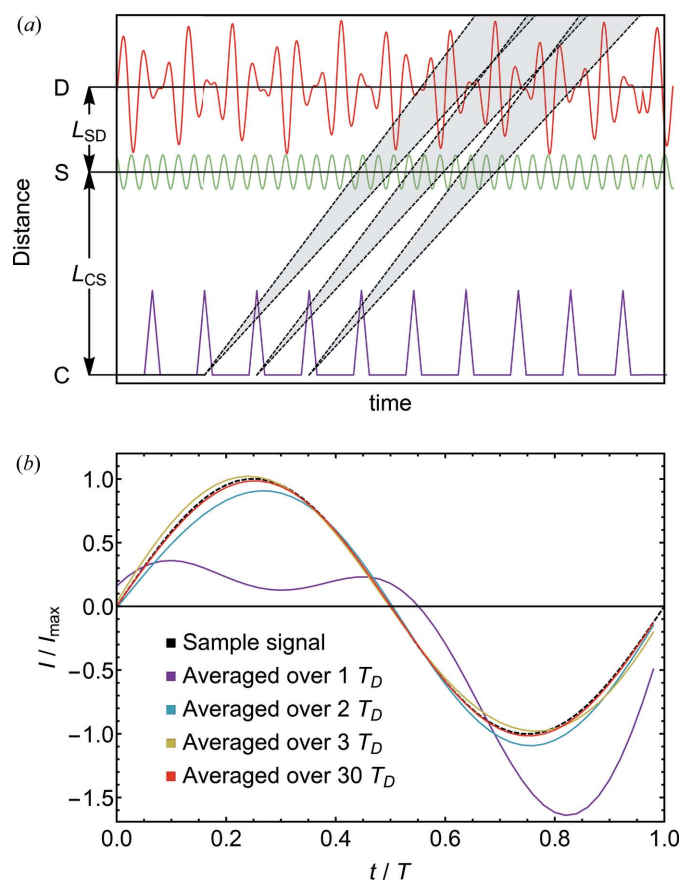 (a)
D
L_SD
S
Distance
L_CS
C
time
(b)
1.0
0.5
0.0
−0.5
−1.0
−1.5
I / I_max
Sample signal
Averaged over 1 T_D
Averaged over 2 T_D
Averaged over 3 T_D
Averaged over 30 T_D
0.0 0.2 0.4 0.6 0.8 1.0
t / T